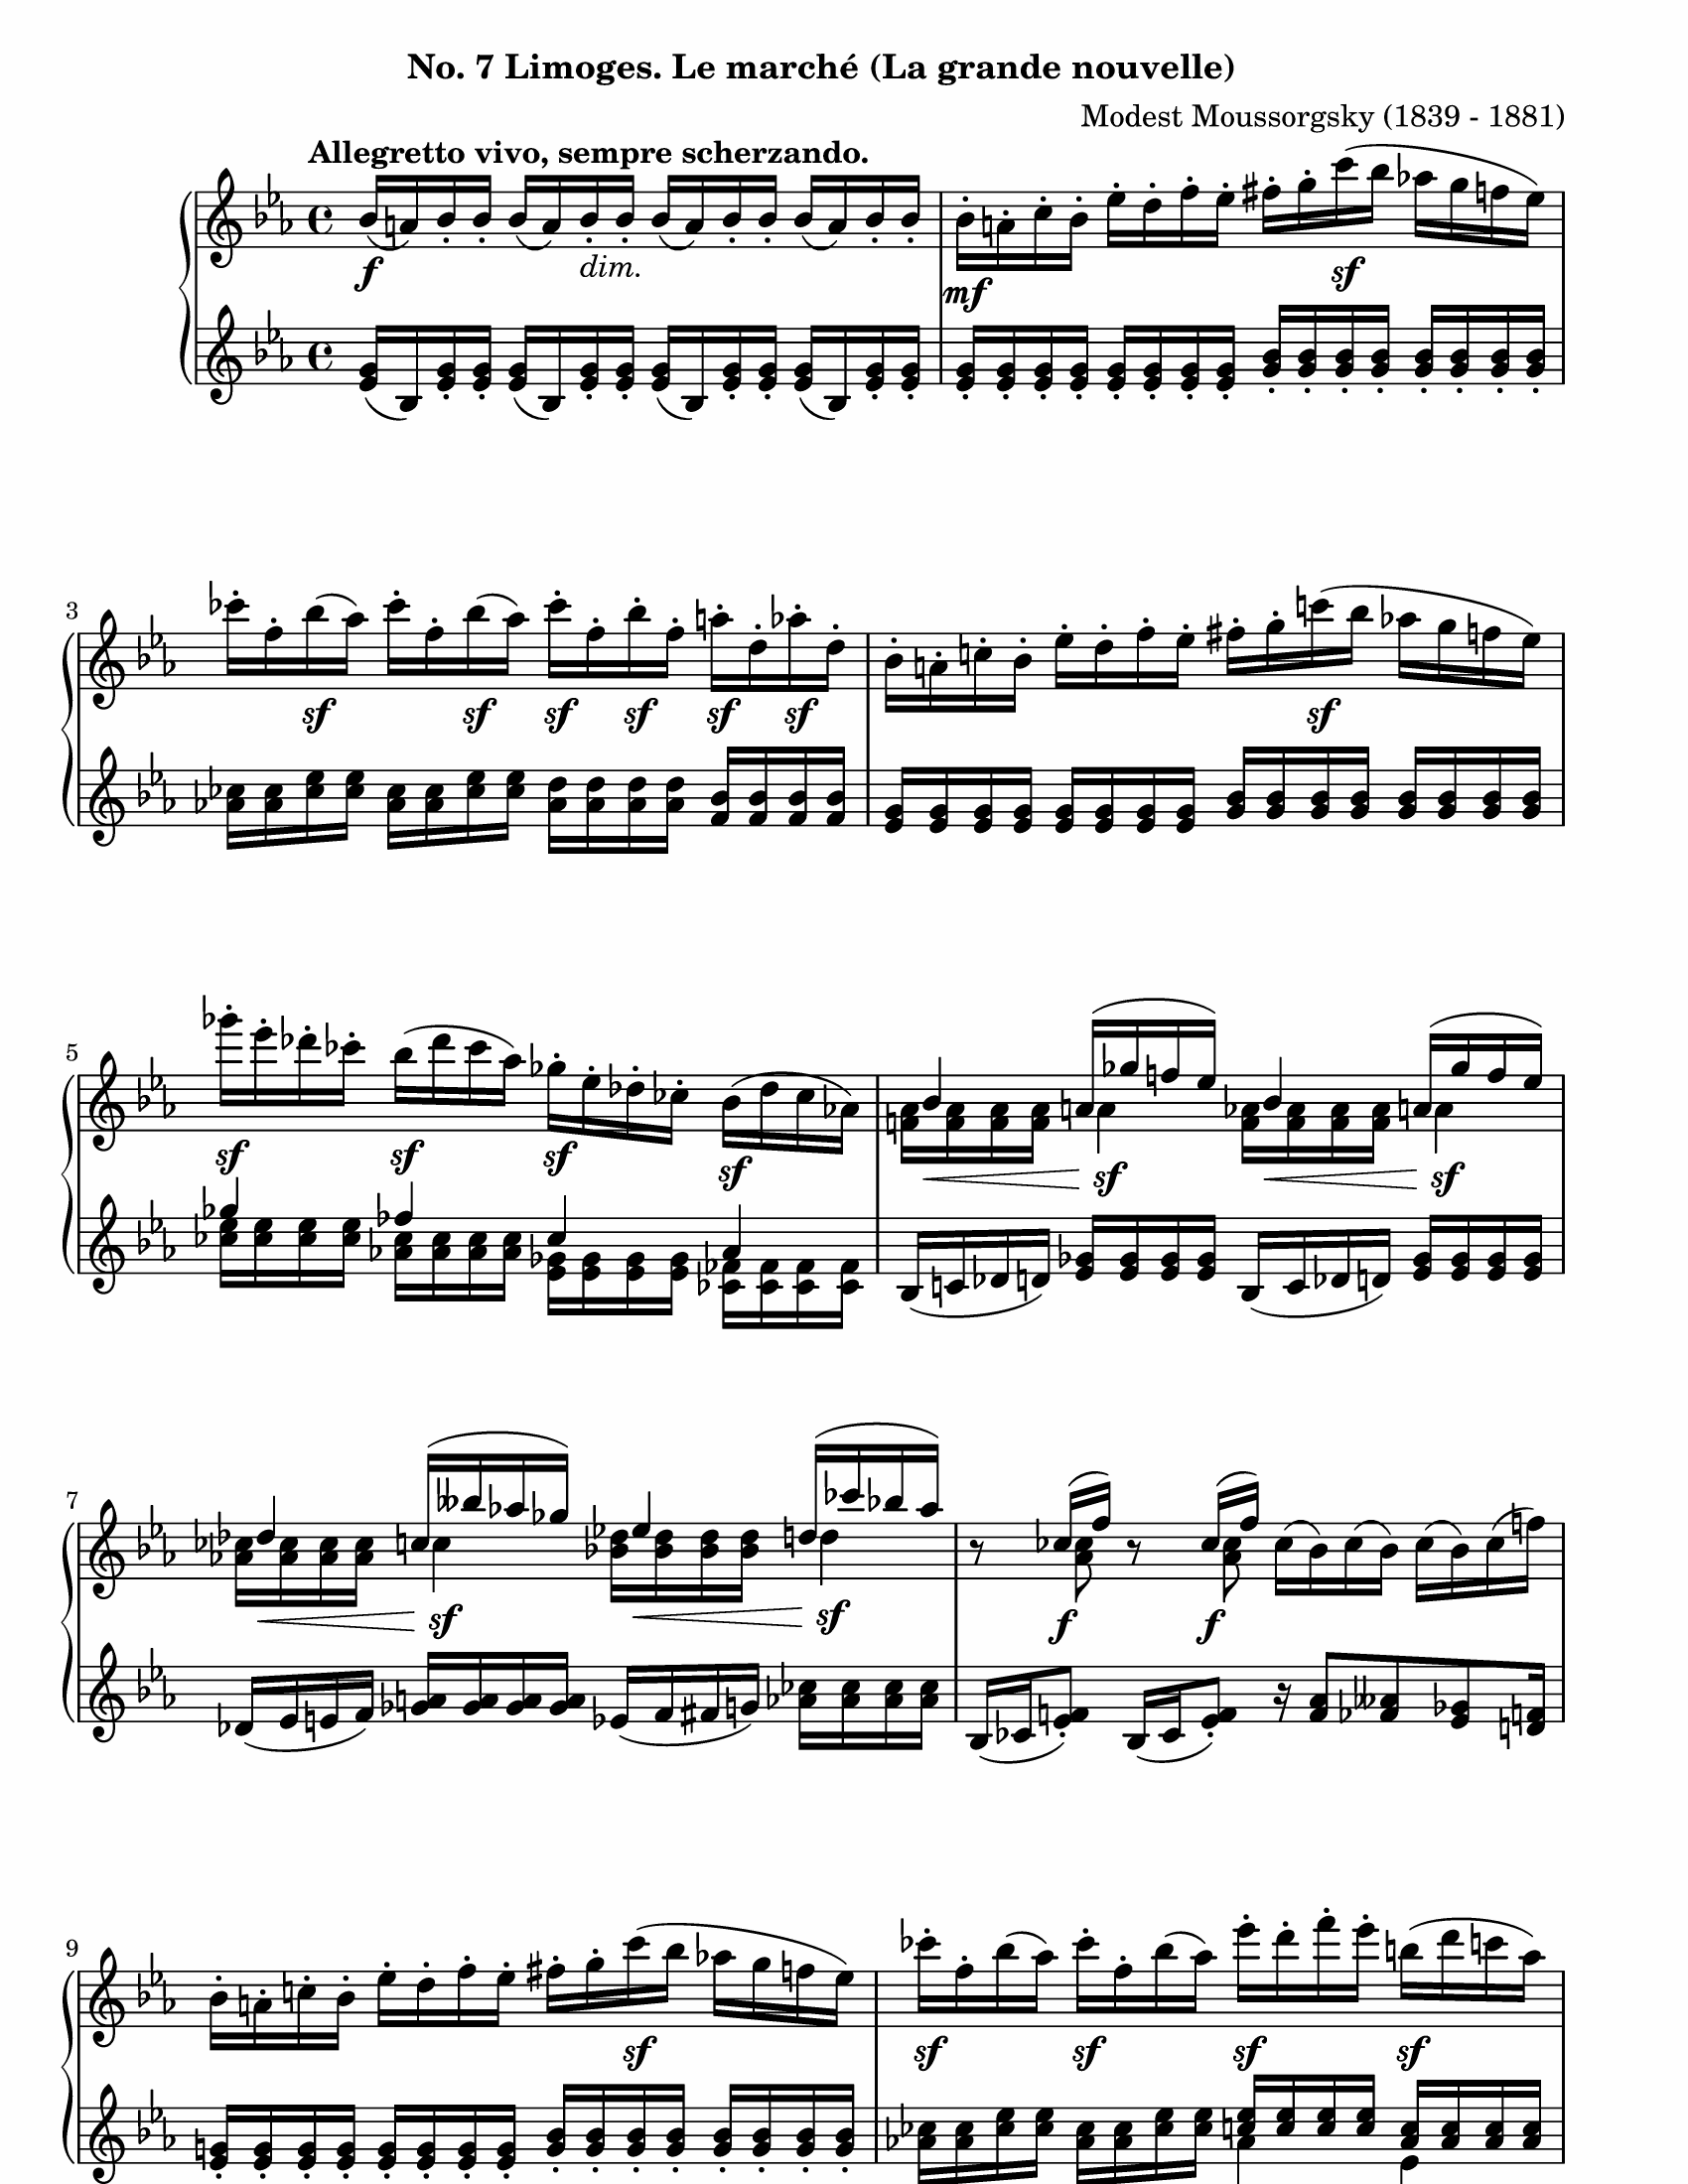 No. 7 Limoges. Le marché (La grande nouvelle)
Modest Moussorgsky (1839 - 1881)
Allegretto vivo, sempre scherzando.
f dim. mf sf
3
sf sf sf sf sf sf sf
5
sf sf sf sf sf sf
7
sf sf f f
9
sf sf sf sf sf